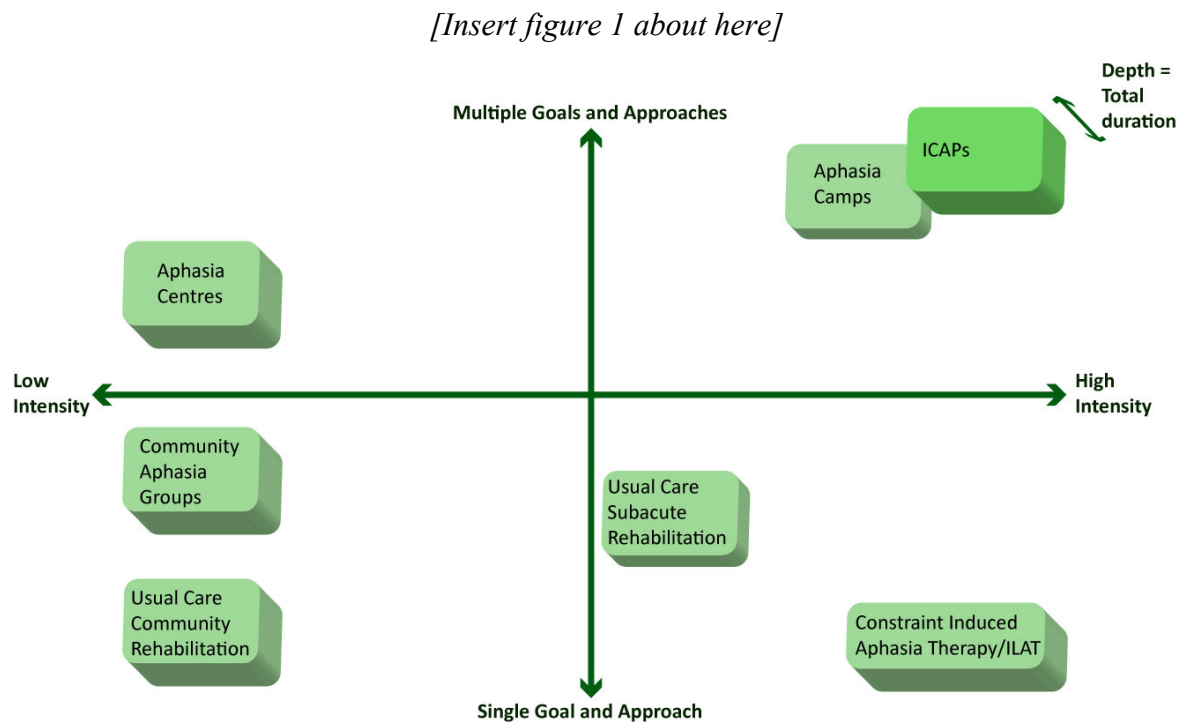 [Insert figure 1 about here]
Depth =
Total
duration
Multiple Goals and Approaches
ICAPs
Aphasia
Camps
Aphasia
Centres
Low
Intensity
High
Intensity
Community
Aphasia
Groups
Usual Care
Subacute
Rehabilitation
Usual Care
Community
Rehabilitation
Constraint Induced
Aphasia Therapy/ILAT
Single Goal and Approach